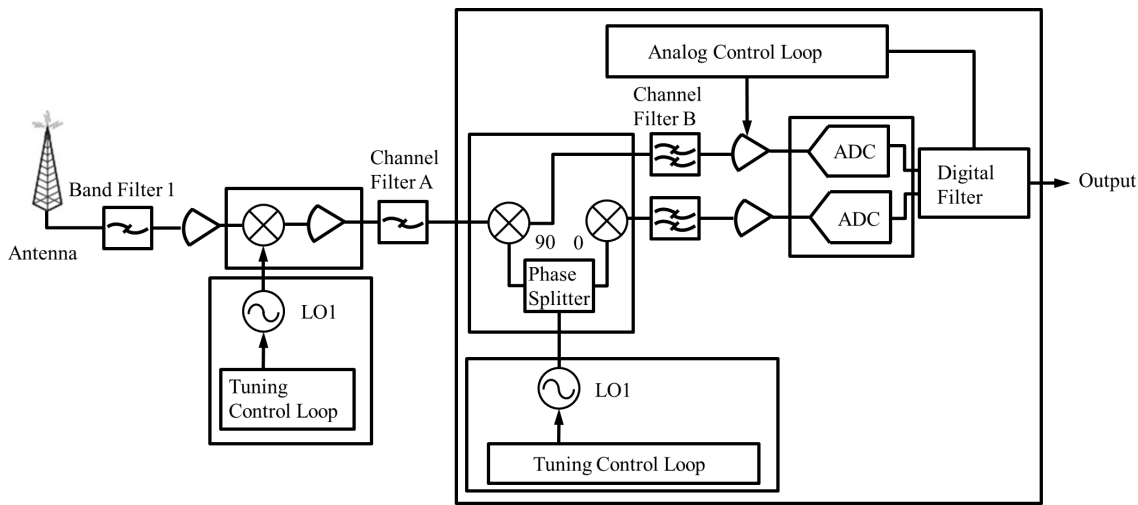 Analog Control Loop
Channel
Filter B
Channel
Filter A
Band Filter 1
Antenna
ADC
ADC
Digital
Filter
Output
90 0
Phase
Splitter
LO1
Tuning
Control Loop
LO1
Tuning Control Loop